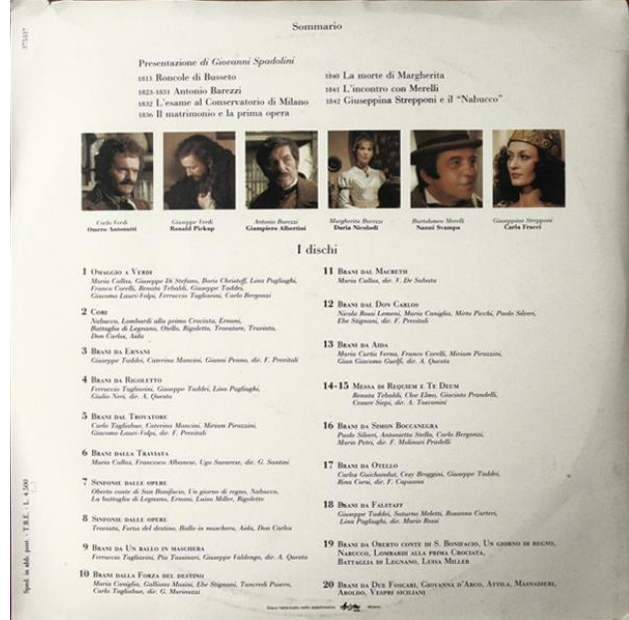 Sommario
375337
Presentazione di Giovanni Spadolini
1813 Roncole di Busseto
1823-1831 Antonio Barezzi
1832 L'esame al Conservatorio di Milano
1836 Il matrimonio e la prima opera
1840 La morte di Margherita
1841 L'incontro con Merelli
1842 Giuseppina Strepponi e il "Nabucco"
Carlo Verdi
Omero Antonutti
Giuseppe Verdi
Ronald Pickup
Antonio Barezzi
Giampiero Albertini
Margherita Barezzi
Daria Nicolodi
Bartolomeo Merelli
Nanni Svampa
Giuseppina Strepponi
Carla Fracci
I dischi
1 OMAGGIO A VERDI
Maria Callas, Giuseppe Di Stefano, Boris Christoff, Lina Pagliughi,
Franco Corelli, Renata Tebaldi, Giuseppe Taddei,
Giacomo Lauri-Volpi, Ferruccio Tagliavini, Carlo Bergonzi
2 CORI
Nabucco, Lombardi alla prima Crociata, Ernani,
Battaglia di Legnano, Otello, Rigoletto, Trovatore, Traviata,
Don Carlos, Aida
3 BRANI DA ERNANI
Giuseppe Taddei, Caterina Mancini, Gianni Penno, dir. F. Previtali
4 BRANI DA RIGOLETTO
Ferruccio Tagliavini, Giuseppe Taddei, Lina Pagliughi,
Giulio Neri, dir. A. Questa
5 BRANI DAL TROVATORE
Carlo Tagliabue, Caterina Mancini, Miriam Pirazzini,
Giacomo Lauri-Volpi, dir. F. Previtali
6 BRANI DALLA TRAVIATA
Maria Callas, Francesco Albanese, Ugo Savarese, dir. G. Santini
7 SINFONIE DALLE OPERE
Oberto conte di San Bonifacio, Un giorno di regno, Nabucco,
La battaglia di Legnano, Ernani, Luisa Miller, Rigoletto
8 SINFONIE DALLE OPERE
Traviata, Forza del destino, Ballo in maschera, Aida, Don Carlos
9 BRANI DA UN BALLO IN MASCHERA
Ferruccio Tagliavini, Pia Tassinari, Giuseppe Valdengo, dir. A. Questa
10 BRANI DALLA FORZA DEL DESTINO
Maria Caniglia, Galliano Masini, Ebe Stignani, Tancredi Pasero,
Carlo Tagliabue, dir. G. Marinuzzi
11 BRANI DAL MACBETH
Maria Callas, dir. V. De Sabata
12 BRANI DAL DON CARLOS
Nicola Rossi Lemeni, Maria Caniglia, Mirto Picchi, Paolo Silveri,
Ebe Stignani, dir. F. Previtali
13 BRANI DA AIDA
Maria Curtis Verna, Franco Corelli, Miriam Pirazzini,
Gian Giacomo Guelfi, dir. A. Questa
14-15 MESSA DI REQUIEM E TE DEUM
Renata Tebaldi, Cloe Elmo, Giacinto Prandelli,
Cesare Siepi, dir. A. Toscanini
16 BRANI DA SIMON BOCCANEGRA
Paolo Silveri, Antonietta Stella, Carlo Bergonzi,
Mario Petri, dir. F. Molinari Pradelli
17 BRANI DA OTELLO
Carlos Guichandut, Cesy Broggini, Giuseppe Taddei,
Rina Corsi, dir. F. Capuana
18 BRANI DA FALSTAFF
Giuseppe Taddei, Saturno Meletti, Rosanna Carteri,
Lina Pagliughi, dir. Mario Rossi
19 BRANI DA OBERTO CONTE DI S. BONIFACIO, UN GIORNO DI REGNO,
NABUCCO, LOMBARDI ALLA PRIMA CROCIATA,
BATTAGLIA DI LEGNANO, LUISA MILLER
20 BRANI DA DUE FOSCARI, GIOVANNA D'ARCO, ATTILA, MASNADIERI,
AROLDO, VESPRI SICILIANI
Sped. in abb. post. - T.B.E. - L. 4.500